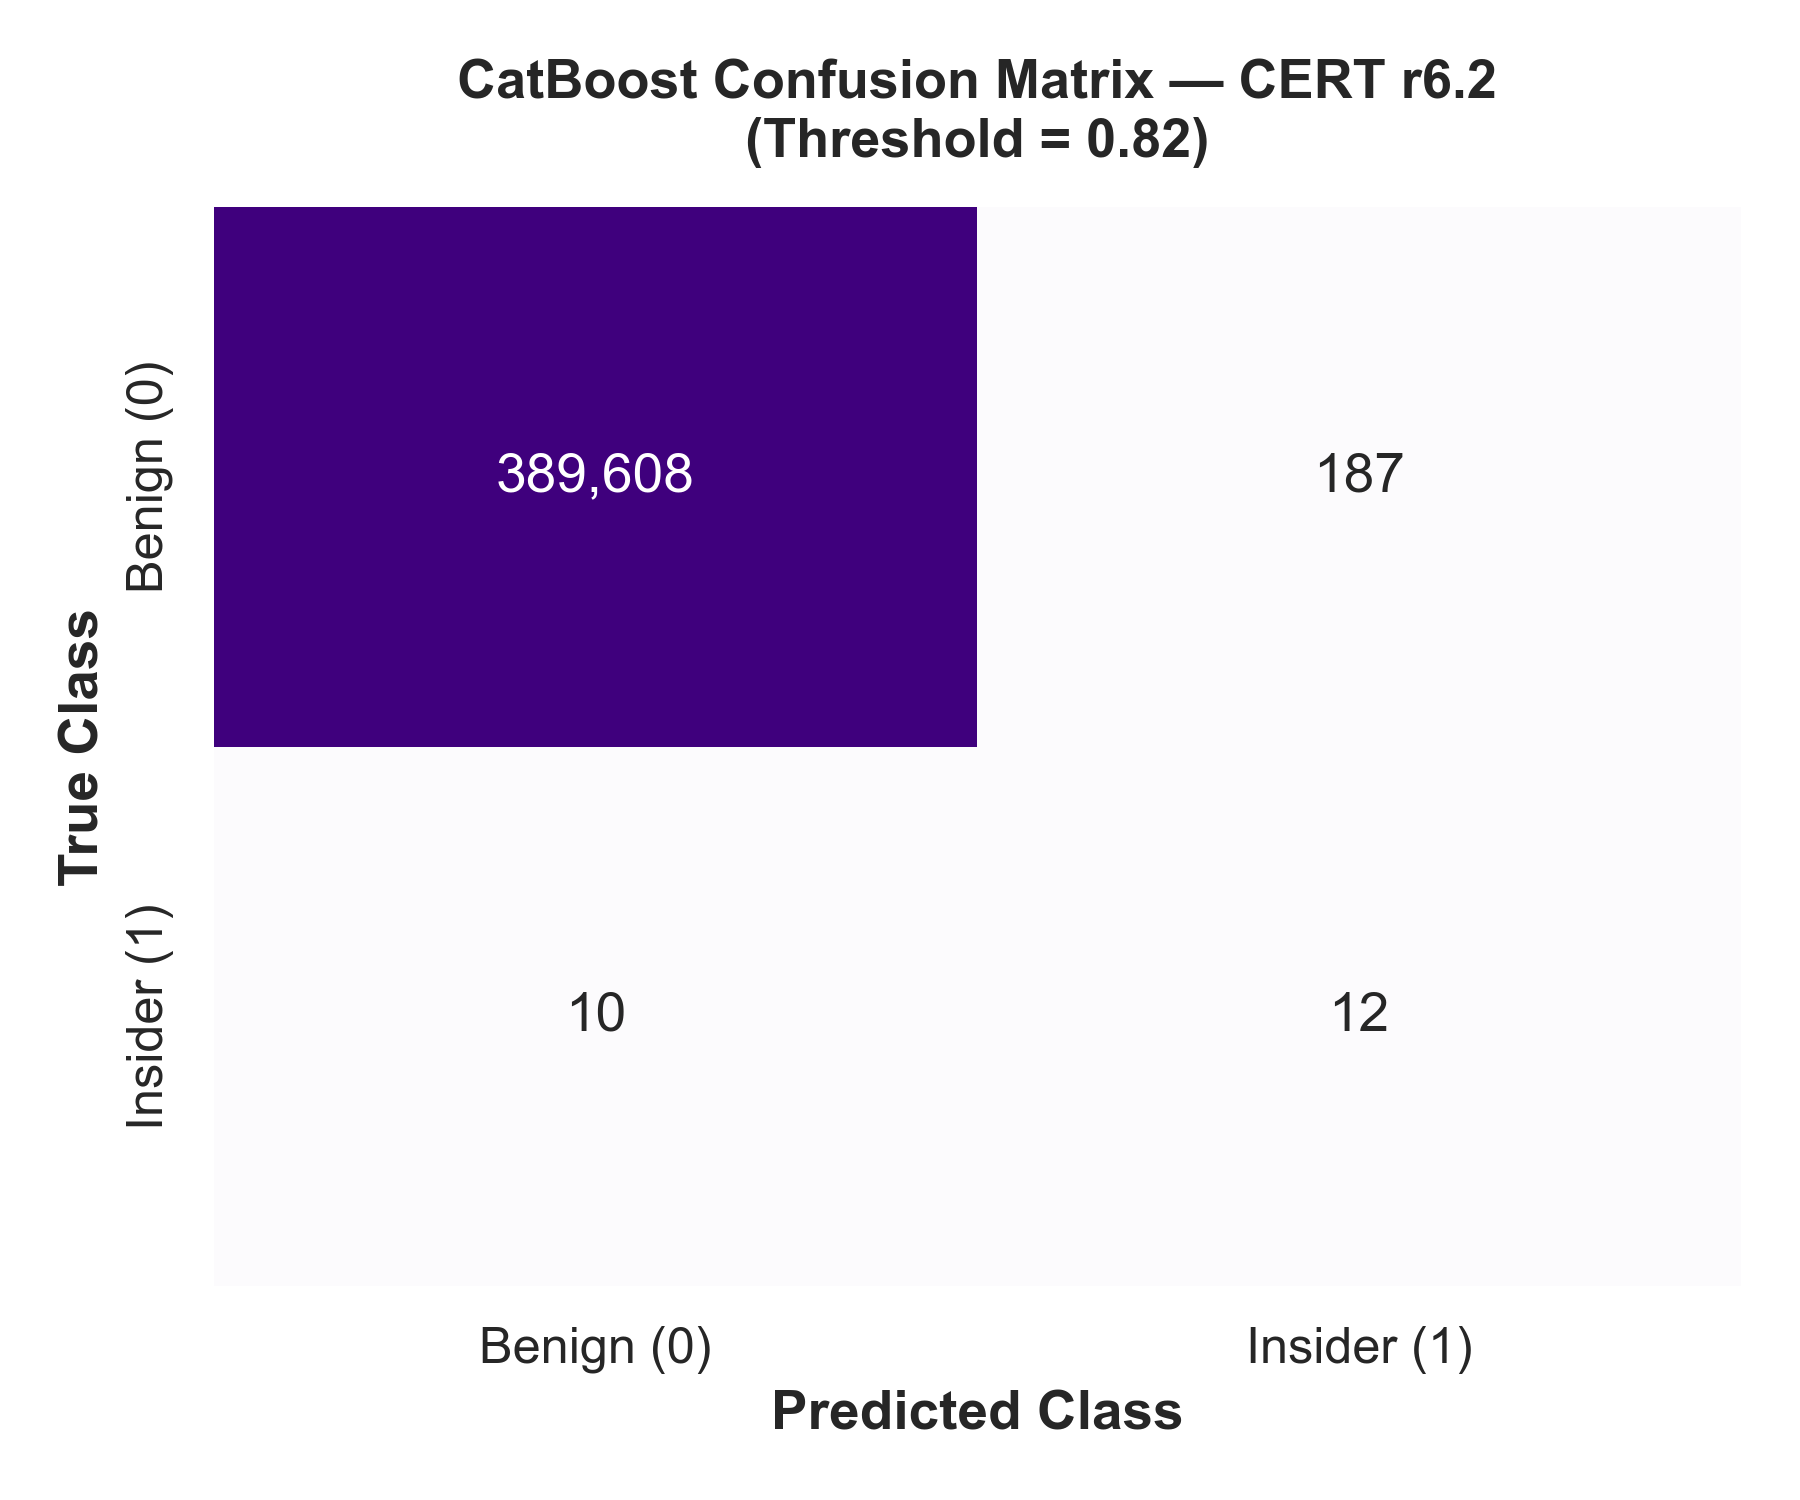 CatBoost Confusion Matrix — CERT r6.2
(Threshold = 0.82)
True Class
Benign (0)
389,608
187
Insider (1)
10
12
Benign (0)
Insider (1)
Predicted Class